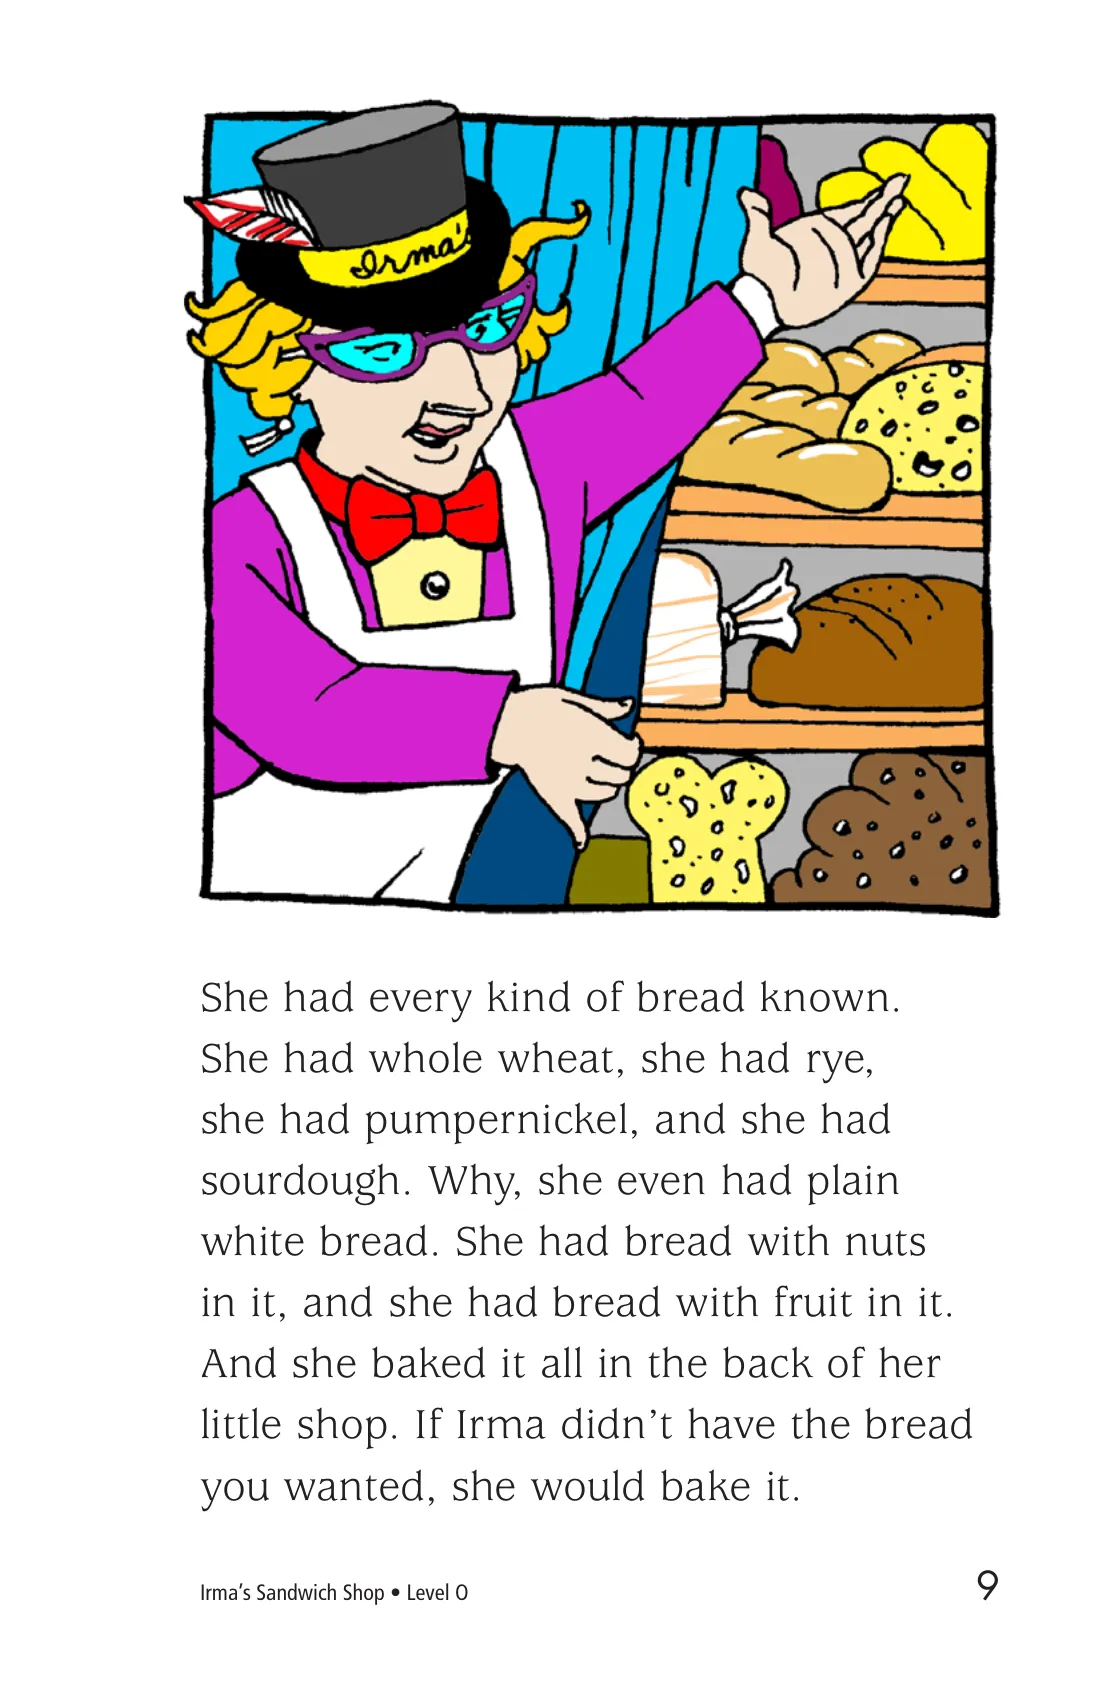 Irma's
She had every kind of bread known.
She had whole wheat, she had rye,
she had pumpernickel, and she had
sourdough. Why, she even had plain
white bread. She had bread with nuts
in it, and she had bread with fruit in it.
And she baked it all in the back of her
little shop. If Irma didn’t have the bread
you wanted, she would bake it.
Irma’s Sandwich Shop • Level O
9